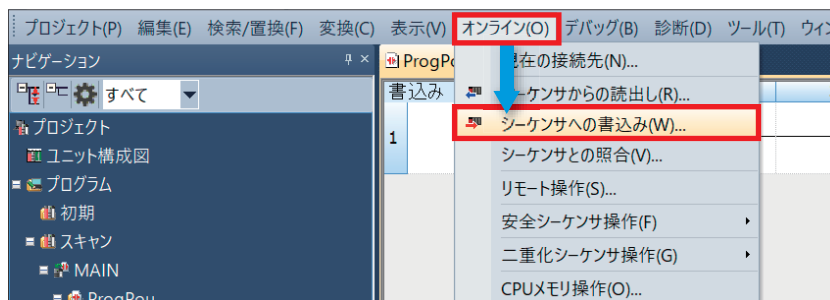 プロジェクト(P) 編集(E) 検索/置換(F) 変換(C) 表示(V) オンライン(O) デバッグ(B) 診断(D) ツール(T)
ナビゲーション
すべて
プロジェクト
ユニット構成図
プログラム
初期
スキャン
MAIN
ProgPou
書込み
1
在の接続先(N)...
ーケンサからの読出し(R)...
シーケンサへの書込み(W)...
シーケンサとの照合(V)...
リモート操作(S)...
安全シーケンサ操作(F)
二重化シーケンサ操作(G)
CPUメモリ操作(O)...